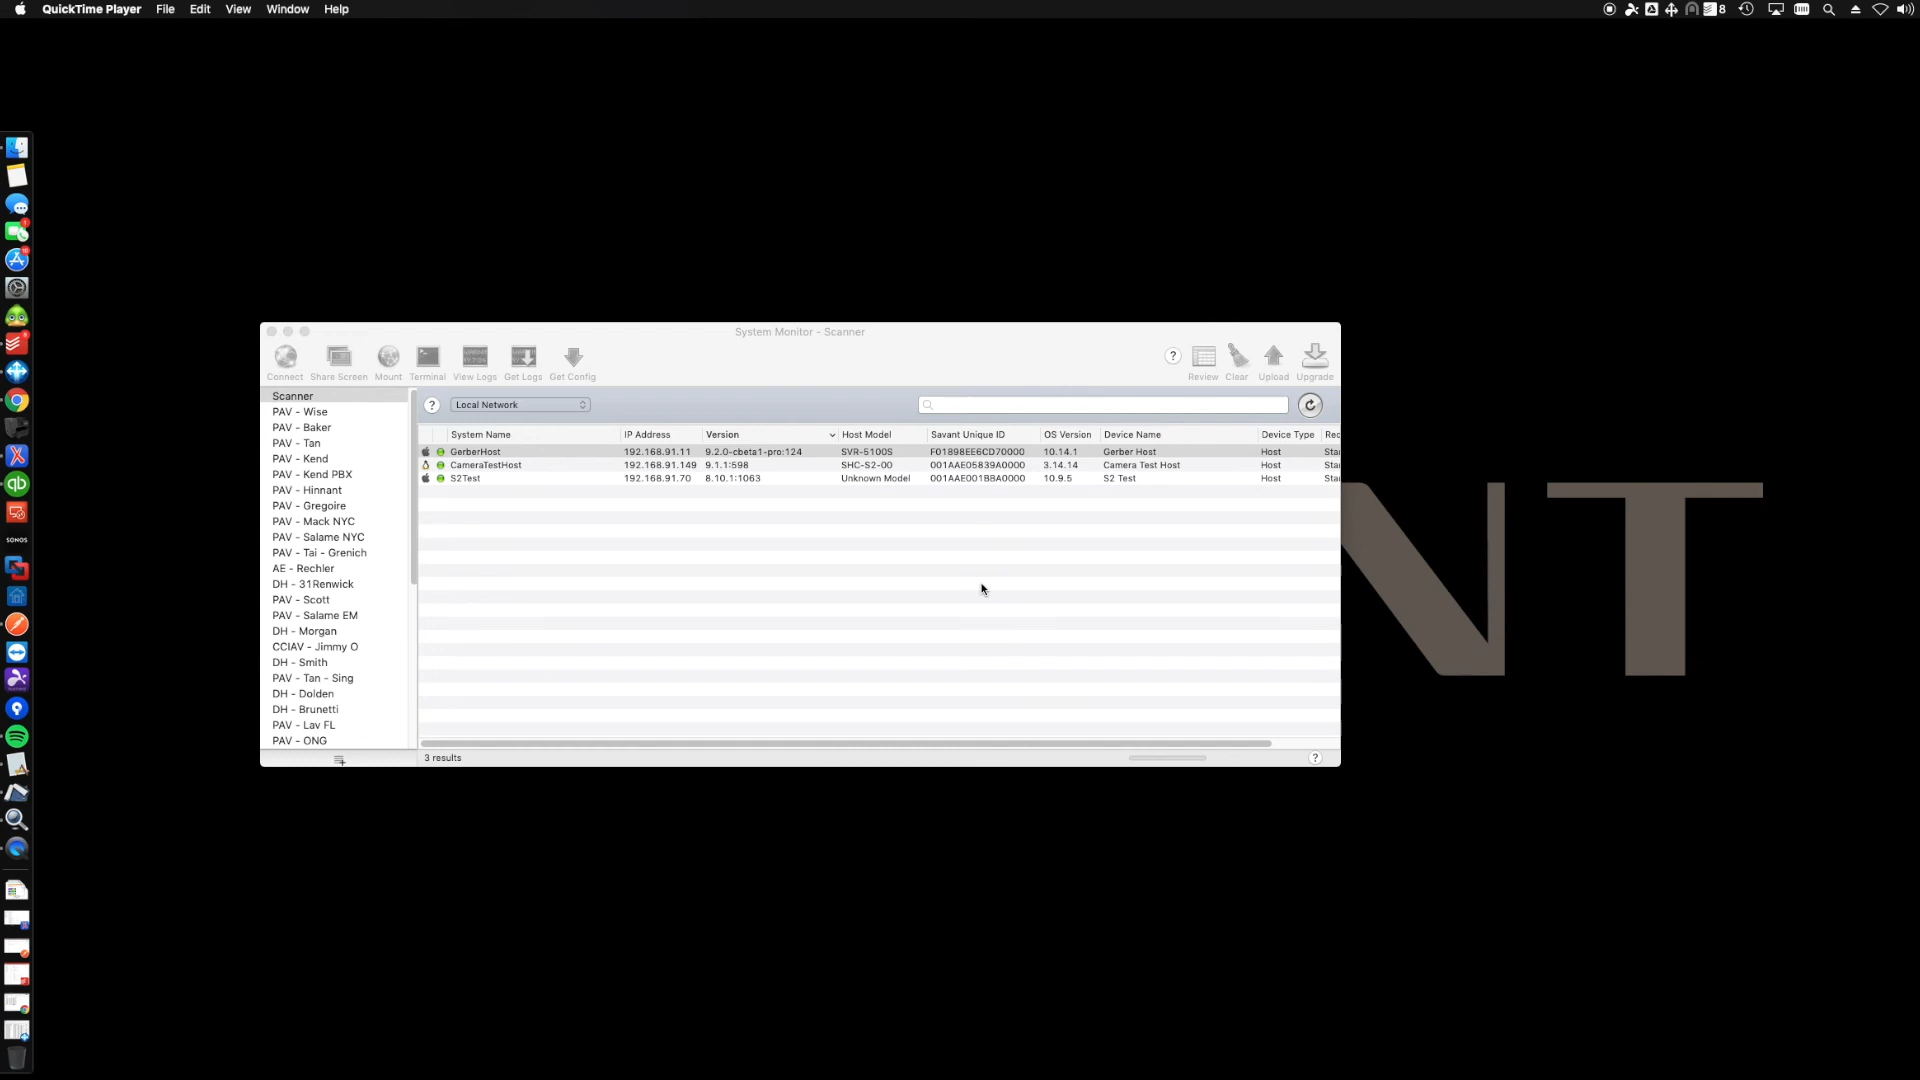 QuickTime Player File Edit View Window Help 8
System Monitor - Scanner
Connect Share Screen Mount Terminal View Logs Get Logs Get Config ? Review Clear Upload Upgrade
Scanner
? Local Network
PAV - Wise
PAV - Baker
PAV - Tan
PAV - Kend
PAV - Kend PBX
PAV - Hinnant
PAV - Gregoire
PAV - Mack NYC
PAV - Salame NYC
PAV - Tai - Grenich
AE - Rechler
DH - 31Renwick
PAV - Scott
PAV - Salame EM
DH - Morgan
CCIAV - Jimmy O
DH - Smith
PAV - Tan - Sing
DH - Dolden
DH - Brunetti
PAV - Lav FL
PAV - ONG
System Name IP Address Version Host Model Savant Unique ID OS Version Device Name Device Type Rec
GerberHost 192.168.91.11 9.2.0-cbeta1-pro:124 SVR-5100S F01898EE6CD70000 10.14.1 Gerber Host Host Sta
CameraTestHost 192.168.91.149 9.1.1:598 SHC-S2-00 001AAE05839A0000 3.14.14 Camera Test Host Host Sta
S2Test 192.168.91.70 8.10.1:1063 Unknown Model 001AAE001BBA0000 10.9.5 S2 Test Host Sta
3 results ?
SONOS
NT